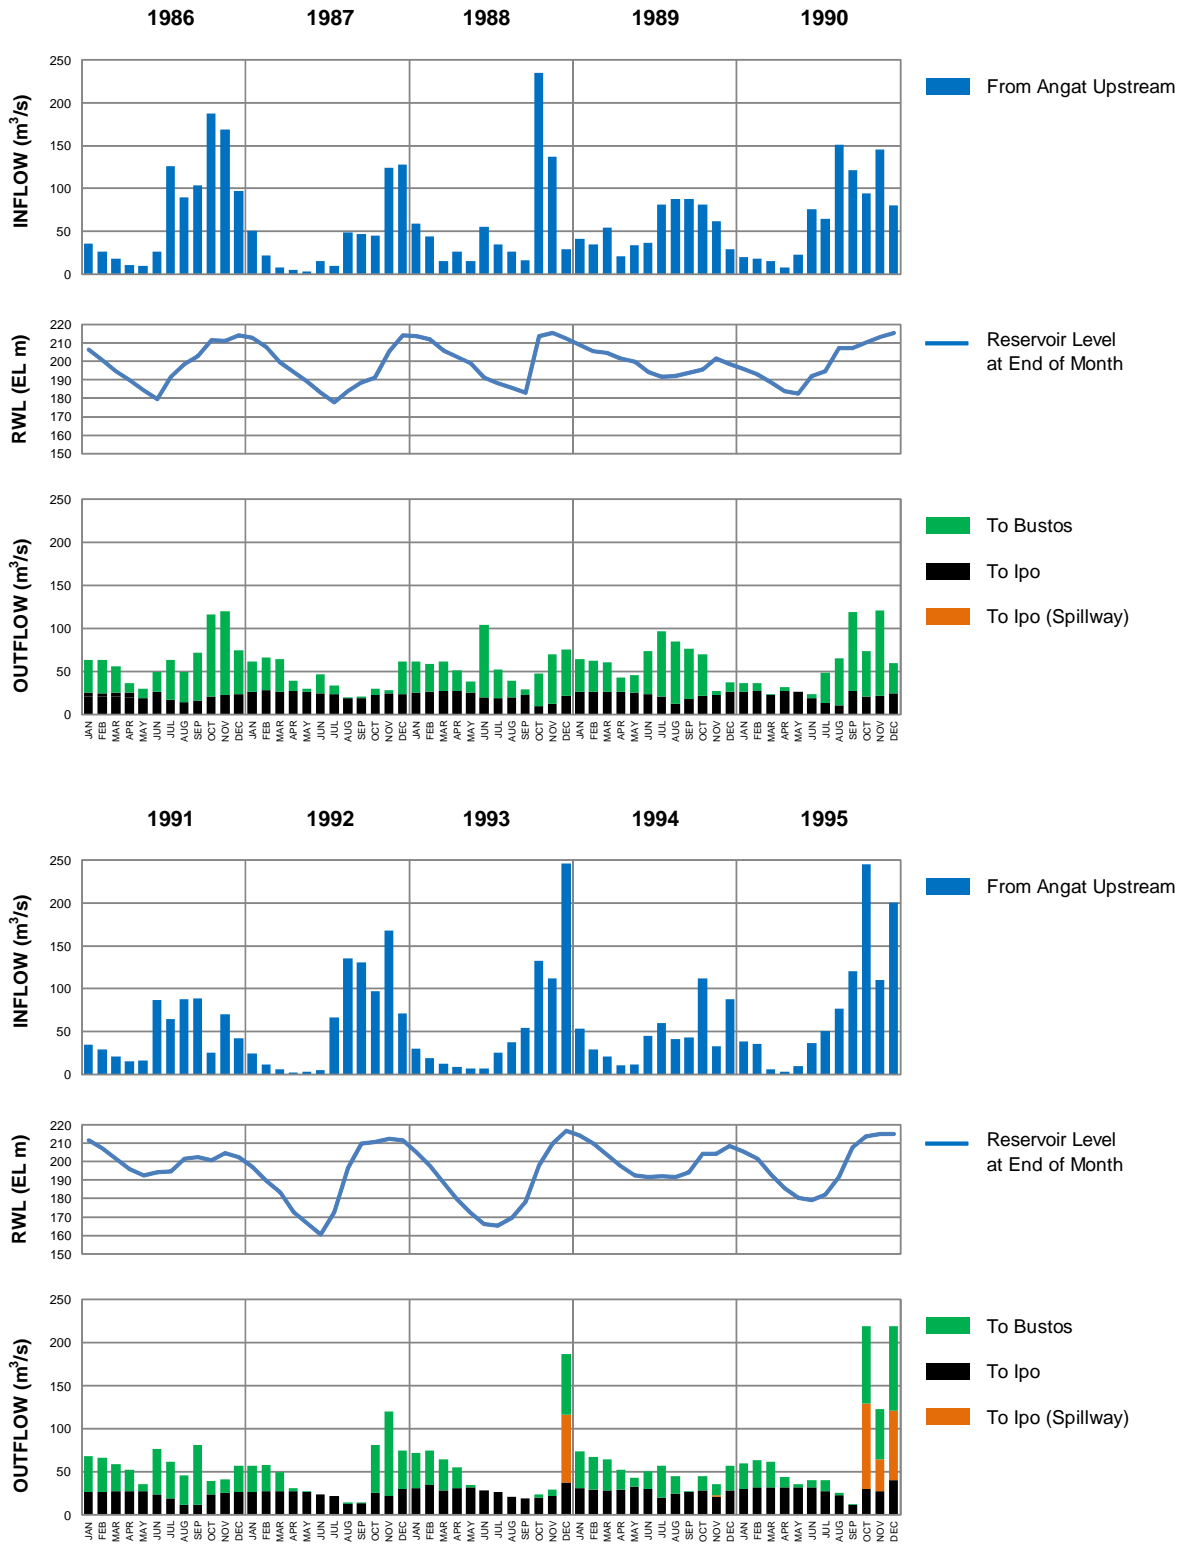 1986 1987 1988 1989 1990
INFLOW (m³/s)
250
200
150
100
50
0
From Angat Upstream
RWL (EL m)
220
210
200
190
180
170
160
150
Reservoir Level
at End of Month
OUTFLOW (m³/s)
250
200
150
100
50
0
To Bustos
To Ipo
To Ipo (Spillway)
JAN FEB MAR APR MAY JUN JUL AUG SEP OCT NOV DEC JAN FEB MAR APR MAY JUN JUL AUG SEP OCT NOV DEC JAN FEB MAR APR MAY JUN JUL AUG SEP OCT NOV DEC JAN FEB MAR APR MAY JUN JUL AUG SEP OCT NOV DEC JAN FEB MAR APR MAY JUN JUL AUG SEP OCT NOV DEC
1991 1992 1993 1994 1995
INFLOW (m³/s)
250
200
150
100
50
0
From Angat Upstream
RWL (EL m)
220
210
200
190
180
170
160
150
Reservoir Level
at End of Month
OUTFLOW (m³/s)
250
200
150
100
50
0
To Bustos
To Ipo
To Ipo (Spillway)
JAN FEB MAR APR MAY JUN JUL AUG SEP OCT NOV DEC JAN FEB MAR APR MAY JUN JUL AUG SEP OCT NOV DEC JAN FEB MAR APR MAY JUN JUL AUG SEP OCT NOV DEC JAN FEB MAR APR MAY JUN JUL AUG SEP OCT NOV DEC JAN FEB MAR APR MAY JUN JUL AUG SEP OCT NOV DEC